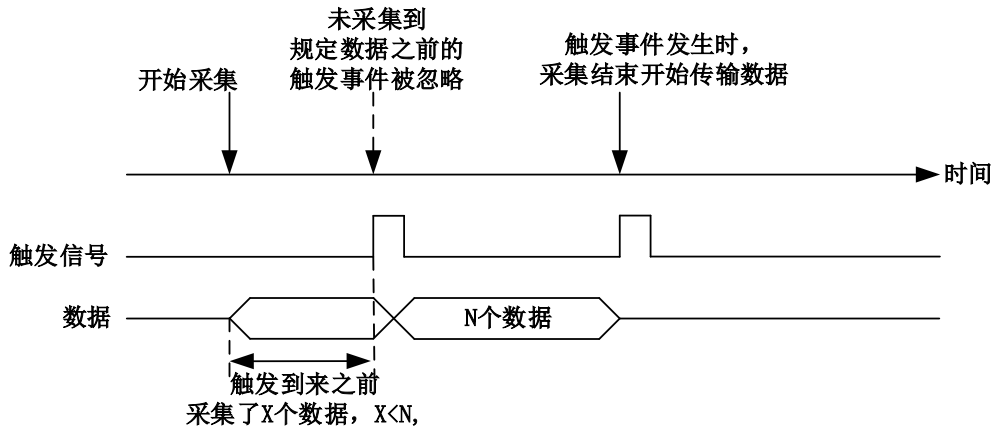 开始采集
未采集到
规定数据之前的
触发事件被忽略
触发事件发生时，
采集结束开始传输数据
时间
触发信号
数据
N个数据
触发到来之前
采集了X个数据，X<N,